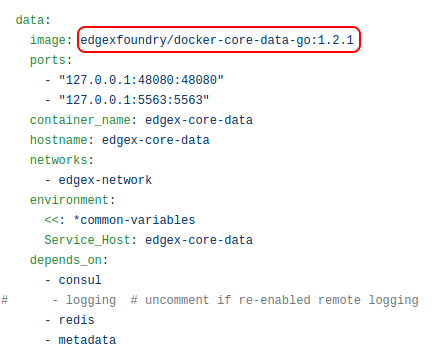 data:
image: edgexfoundry/docker-core-data-go:1.2.1
ports:
- "127.0.0.1:48080:48080"
- "127.0.0.1:5563:5563"
container_name: edgex-core-data
hostname: edgex-core-data
networks:
- edgex-network
environment:
<<: *common-variables
Service_Host: edgex-core-data
depends_on:
- consul
#      - logging  # uncomment if re-enabled remote logging
- redis
- metadata